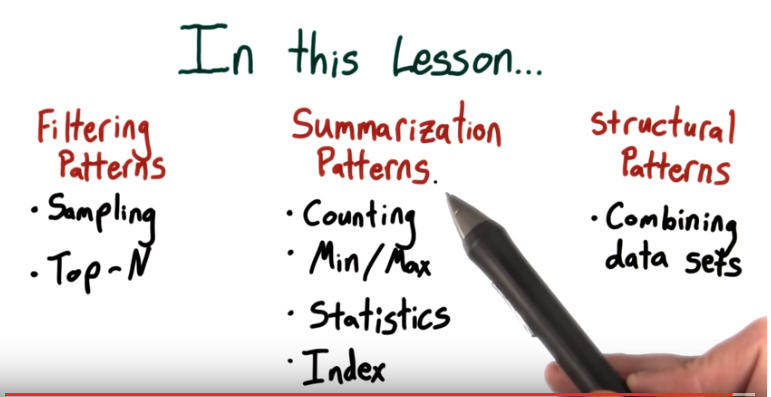 In this Lesson...
Filtering
Patterns
• Sampling
• Top-N
Summarization
Patterns.
• Counting
• Min/Max
• Statistics
• Index
Structural
Patterns
• Combining
data sets